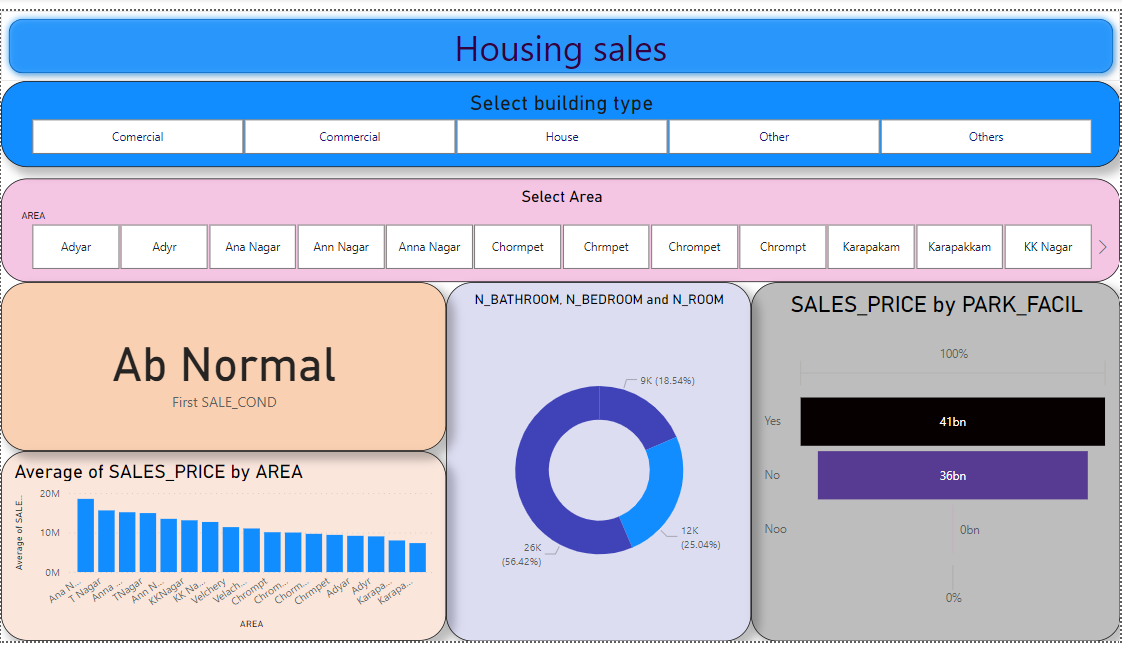 Housing sales
Select building type
Comercial
Commercial
House
Other
Others
Select Area
AREA
Adyar
Adyr
Ana Nagar
Ann Nagar
Anna Nagar
Chormpet
Chrmpet
Chrompet
Chrompt
Karapakam
Karapakkam
KK Nagar
Ab Normal
First SALE_COND
Average of SALES_PRICE by AREA
Average of SALE...
20M
10M
0M
Ana N...
T Nagar
Anna ...
TNagar
Ann N...
KKNagar
KK Na...
Velchery
Velach...
Chrompt
Chrom...
Chorm...
Chrmpet
Adyar
Adyr
Karapa...
Karapa...
AREA
N_BATHROOM, N_BEDROOM and N_ROOM
9K (18.54%)
12K
(25.04%)
26K
(56.42%)
SALES_PRICE by PARK_FACIL
100%
Yes
41bn
No
36bn
Noo
0bn
0%